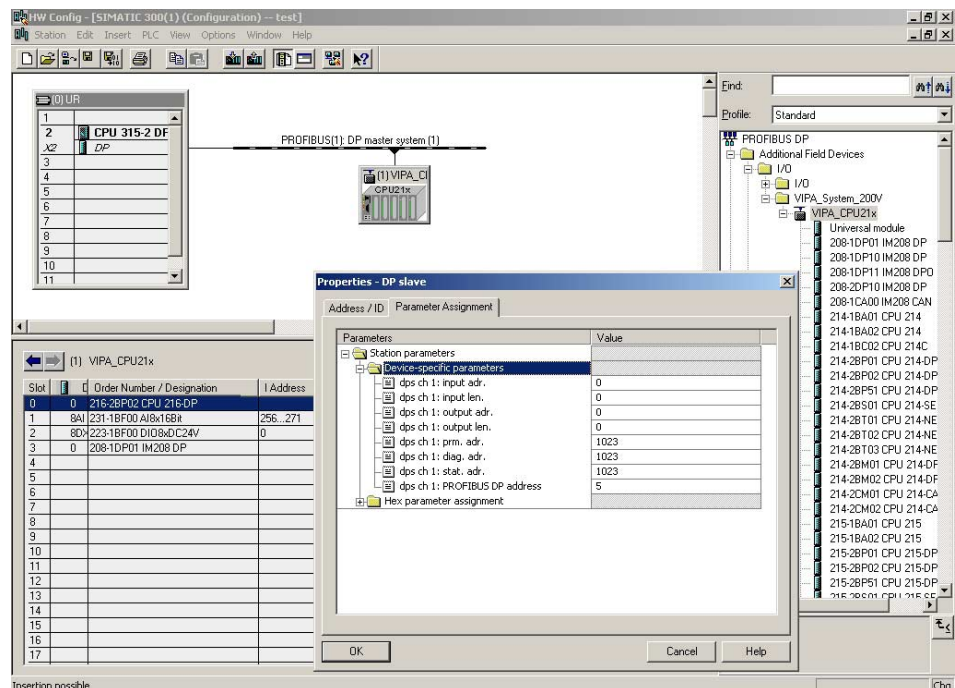 HW Config - [SIMATIC 300(1) (Configuration) -- test]
Station Edit Insert PLC View Options Window Help
(0) UR
1
2 CPU 315-2 DP
X2 DP
3
4
5
6
7
8
9
10
11
PROFIBUS(1): DP master system (1)
(1) VIPA_CI
CPU21x
Find:
Profile: Standard
PROFIBUS DP
Additional Field Devices
I/O
I/O
VIPA_System_200V
VIPA_CPU21x
Universal module
208-1DP01 IM208 DP
208-1DP10 IM208 DP
208-1DP11 IM208 DPO
208-2DP10 IM208 DP
208-1CA00 IM208 CAN
214-1BA01 CPU 214
214-1BA02 CPU 214
214-1BC02 CPU 214C
214-2BP01 CPU 214-DP
214-2BP02 CPU 214-DP
214-2BP51 CPU 214-DP
214-2BS01 CPU 214-SE
214-2BT01 CPU 214-NE
214-2BT02 CPU 214-NE
214-2BT03 CPU 214-NE
214-2BM01 CPU 214-DF
214-2BM02 CPU 214-DF
214-2CM01 CPU 214-CA
214-2CM02 CPU 214-CA
215-1BA01 CPU 215
215-1BA02 CPU 215
215-2BP01 CPU 215-DP
215-2BP02 CPU 215-DP
215-2BP51 CPU 215-DP
Properties - DP slave
Address / ID Parameter Assignment
Parameters Value
Station parameters
Device-specific parameters
dps ch 1: input adr. 0
dps ch 1: input len. 0
dps ch 1: output adr. 0
dps ch 1: output len. 0
dps ch 1: prm. adr. 1023
dps ch 1: diag. adr. 1023
dps ch 1: stat. adr. 1023
dps ch 1: PROFIBUS DP address 5
Hex parameter assignment
OK Cancel Help
(1) VIPA_CPU21x
Slot Order Number / Designation I Address
0 0 216-2BP02 CPU 216-DP
1 8AI 231-1BF00 AI8x16Bit 256...271
2 8DX 223-1BF00 DIO8xDC24V 0
3 0 208-1DP01 IM208 DP
4
5
6
7
8
9
10
11
12
13
14
15
16
17
Insertion possible Chg